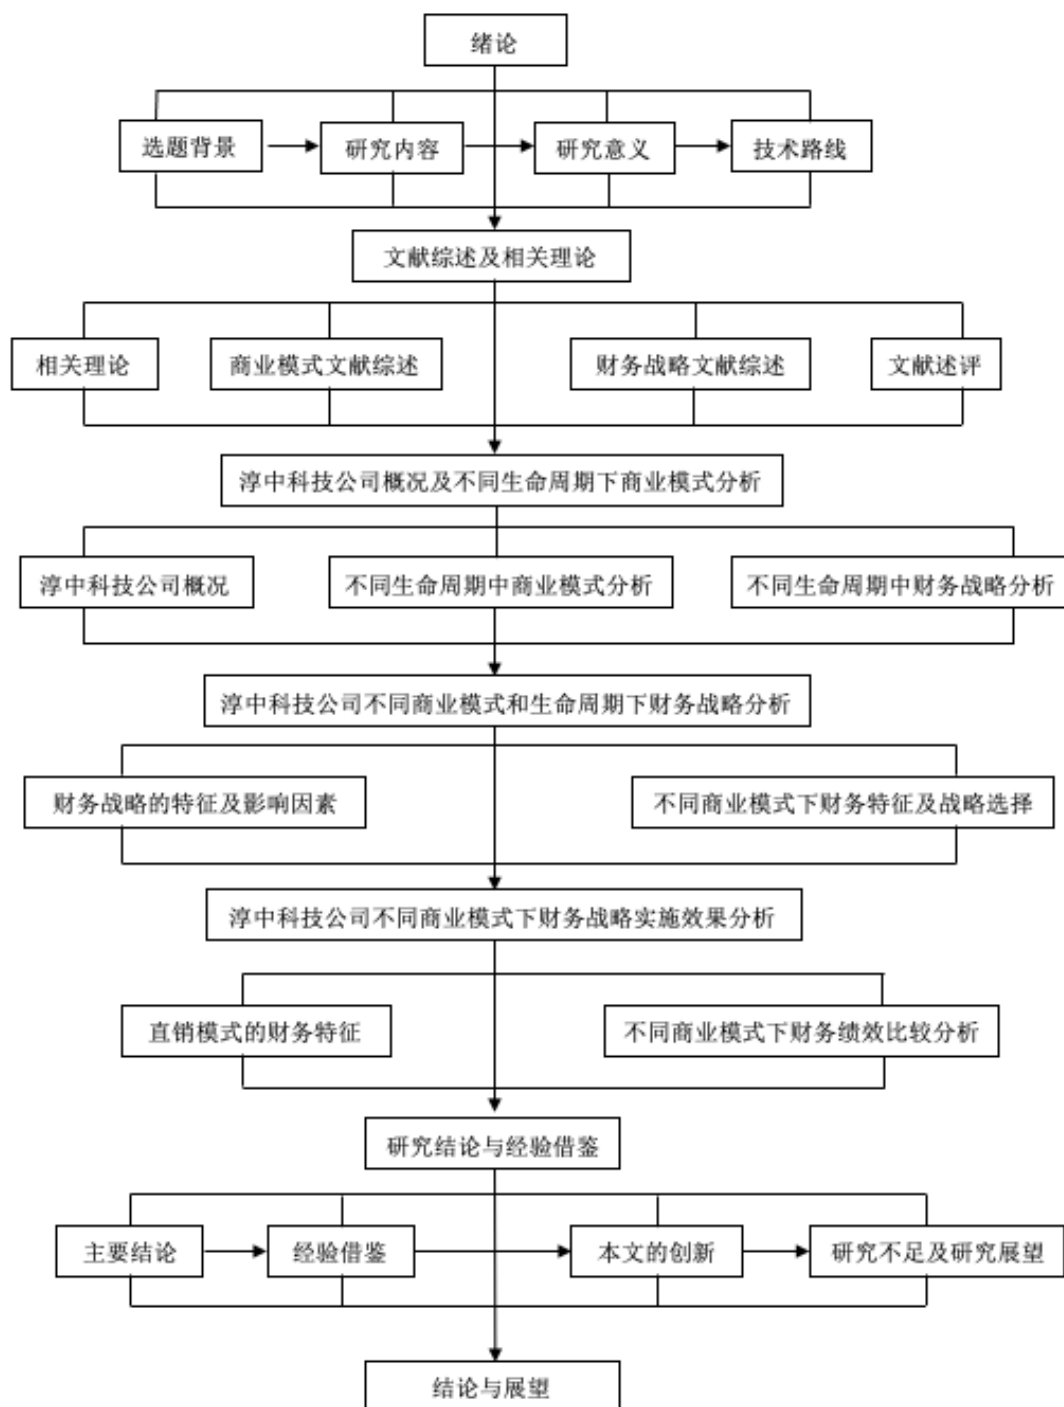 绪论
选题背景
研究内容
研究意义
技术路线
文献综述及相关理论
相关理论
商业模式文献综述
财务战略文献综述
文献述评
淳中科技公司概况及不同生命周期下商业模式分析
淳中科技公司概况
不同生命周期中商业模式分析
不同生命周期中财务战略分析
淳中科技公司不同商业模式和生命周期下财务战略分析
财务战略的特征及影响因素
不同商业模式下财务特征及战略选择
淳中科技公司不同商业模式下财务战略实施效果分析
直销模式的财务特征
不同商业模式下财务绩效比较分析
研究结论与经验借鉴
主要结论
经验借鉴
本文的创新
研究不足及研究展望
结论与展望